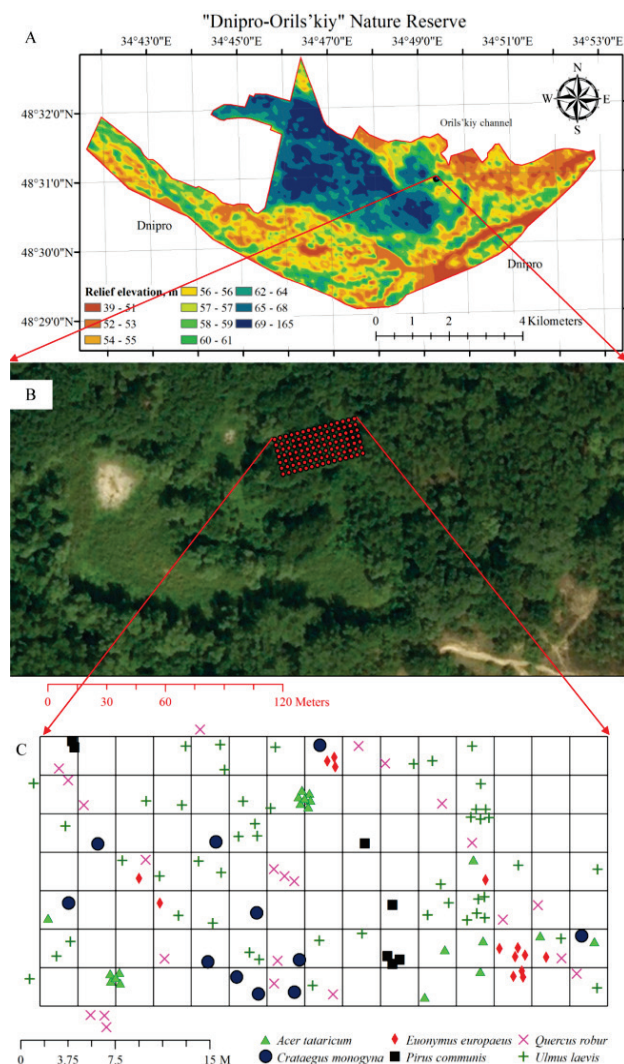 "Dnipro-Orils'kiy" Nature Reserve
A
34°43'0"E 34°45'0"E 34°47'0"E 34°49'0"E 34°51'0"E 34°53'0"E
N
W E
S
48°32'0"N
Orils'kiy channel
48°31'0"N
Dnipro
48°30'0"N
Dnipro
Relief elevation, m
39 - 51
52 - 53
54 - 55
56 - 56
57 - 57
58 - 59
60 - 61
62 - 64
65 - 68
69 - 165
48°29'0"N
0 1 2 4 Kilometers
B
0 30 60 120 Meters
C
Acer tataricum Euonymus europaeus Quercus robur
Crataegus monogyna Pirus communis Ulmus laevis
0 3.75 7.5 15 M